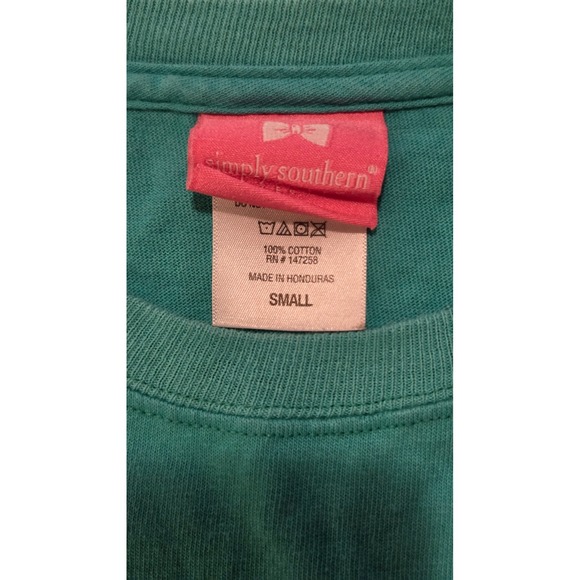 simply southern®
100% COTTON
RN # 147258
MADE IN HONDURAS
SMALL